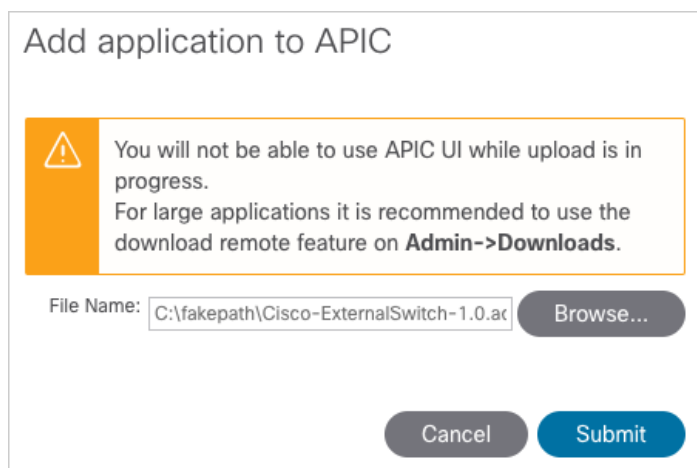 Add application to APIC
You will not be able to use APIC UI while upload is in
progress.
For large applications it is recommended to use the
download remote feature on Admin->Downloads.
File Name: C:\fakepath\Cisco-ExternalSwitch-1.0.ac Browse...
Cancel Submit